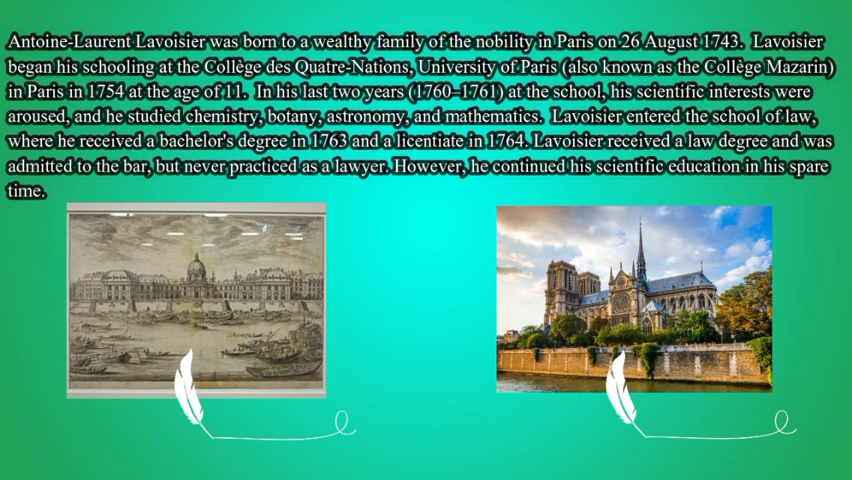 Antoine-Laurent Lavoisier was born to a wealthy family of the nobility in Paris on 26 August 1743.  Lavoisier
began his schooling at the Collège des Quatre-Nations, University of Paris (also known as the Collège Mazarin)
in Paris in 1754 at the age of 11.  In his last two years (1760–1761) at the school, his scientific interests were
aroused, and he studied chemistry, botany, astronomy, and mathematics.  Lavoisier entered the school of law,
where he received a bachelor's degree in 1763 and a licentiate in 1764. Lavoisier received a law degree and was
admitted to the bar, but never practiced as a lawyer. However, he continued his scientific education in his spare
time.